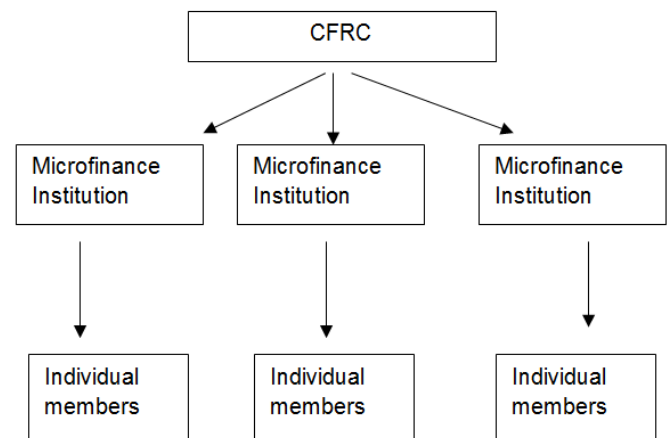 CFRC
Microfinance
Institution
Microfinance
Institution
Microfinance
Institution
Individual
members
Individual
members
Individual
members